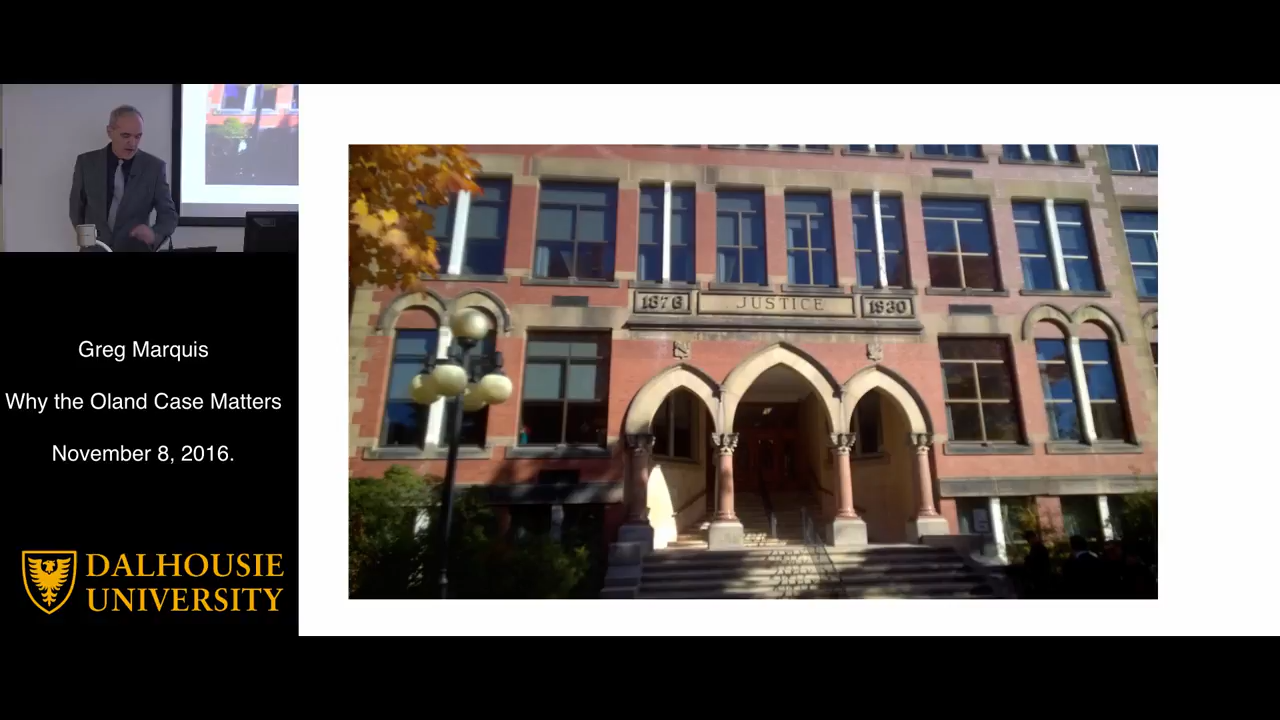 Greg Marquis
Why the Oland Case Matters
November 8, 2016.
DALHOUSIE
UNIVERSITY
1876 JUSTICE 1930